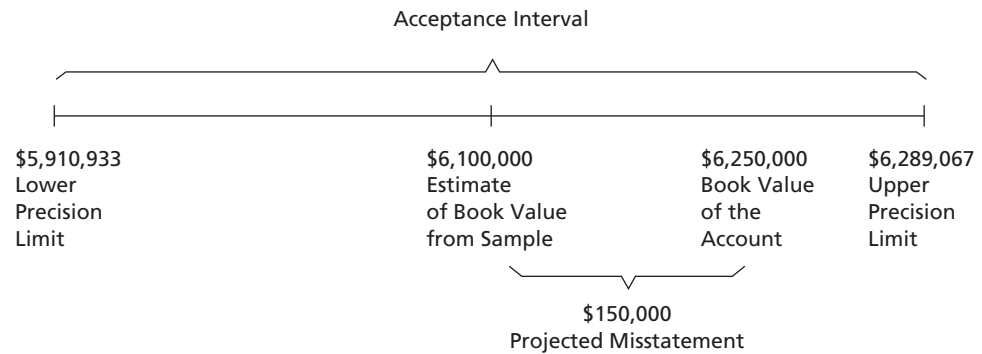 Acceptance Interval
$5,910,933
Lower
Precision
Limit
$6,100,000
Estimate
of Book Value
from Sample
$6,250,000
Book Value
of the
Account
$6,289,067
Upper
Precision
Limit
$150,000
Projected Misstatement